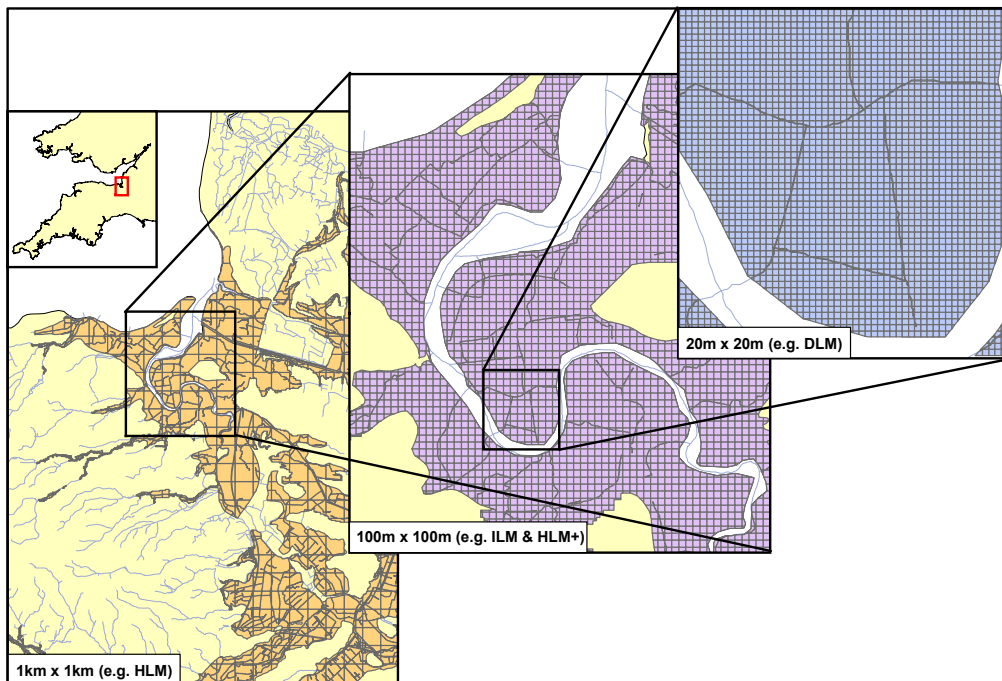 20m x 20m (e.g. DLM)
100m x 100m (e.g. ILM & HLM+)
1km x 1km (e.g. HLM)